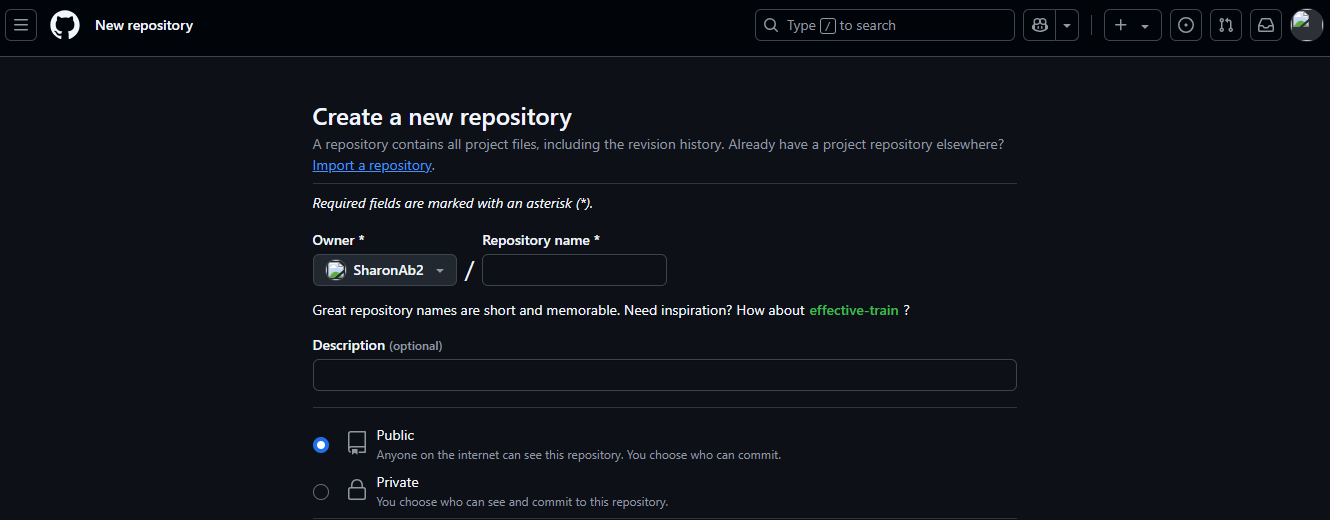 New repository
Type / to search
Create a new repository
A repository contains all project files, including the revision history. Already have a project repository elsewhere?
Import a repository.
Required fields are marked with an asterisk (*).
Owner * Repository name *
SharonAb2 /
Great repository names are short and memorable. Need inspiration? How about effective-train ?
Description (optional)
Public
Anyone on the internet can see this repository. You choose who can commit.
Private
You choose who can see and commit to this repository.